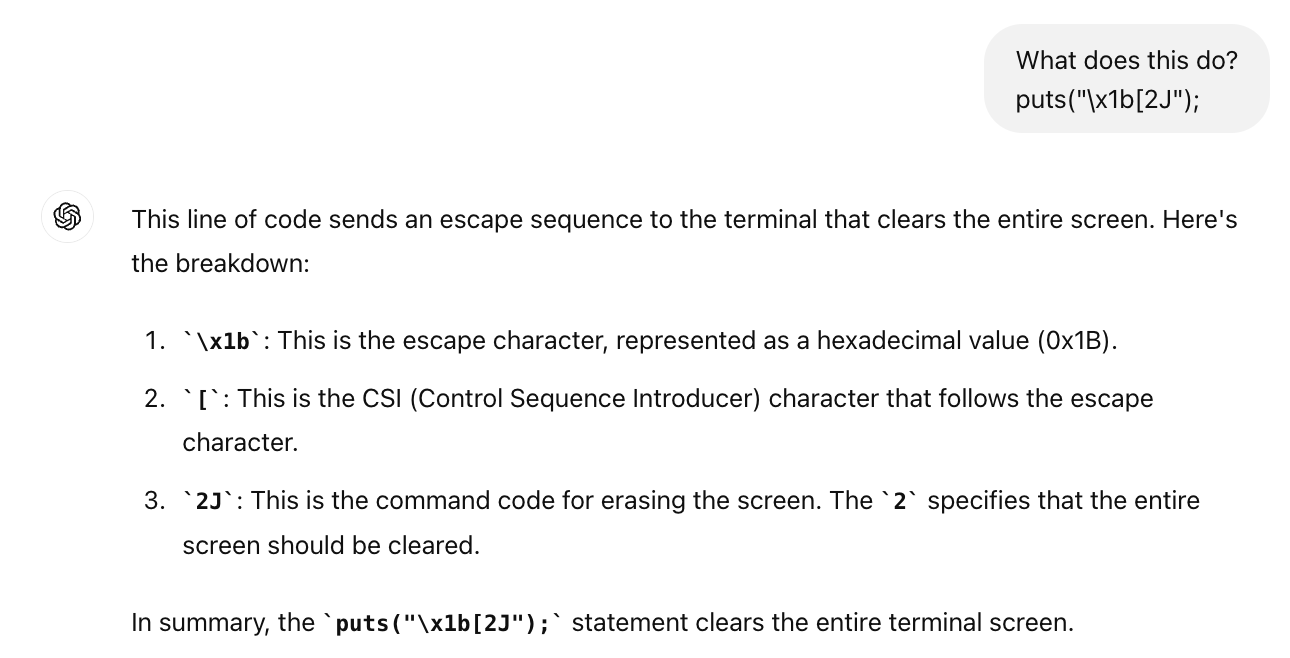 What does this do?
puts("\x1b[2J");
This line of code sends an escape sequence to the terminal that clears the entire screen. Here's
the breakdown:
1. `\x1b`: This is the escape character, represented as a hexadecimal value (0x1B).
2. `[`: This is the CSI (Control Sequence Introducer) character that follows the escape
character.
3. `2J`: This is the command code for erasing the screen. The `2` specifies that the entire
screen should be cleared.
In summary, the `puts("\x1b[2J");` statement clears the entire terminal screen.